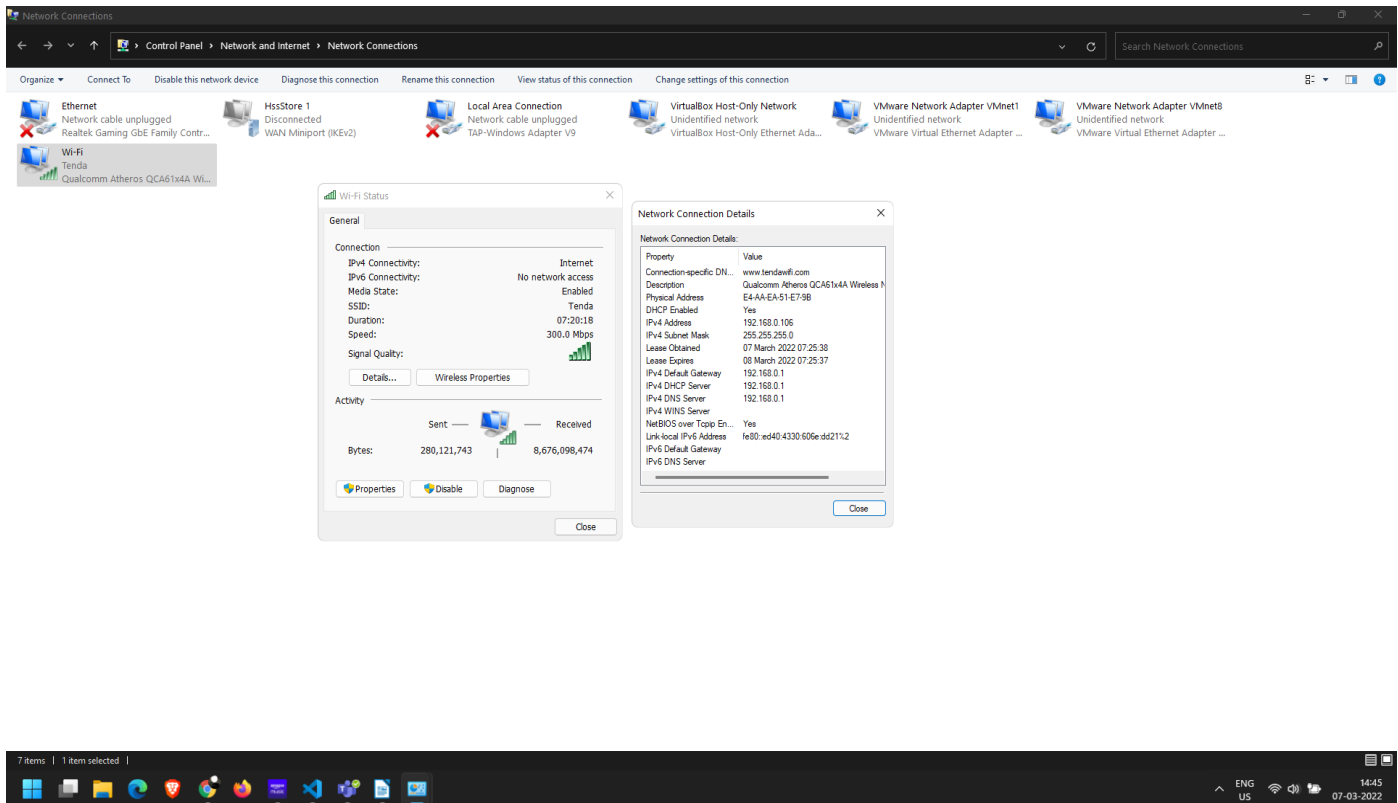 Network Connections
Control Panel > Network and Internet > Network Connections
Search Network Connections
Organize Connect To Disable this network device Diagnose this connection Rename this connection View status of this connection Change settings of this connection
Ethernet
Network cable unplugged
Realtek Gaming GbE Family Contr...
HssStore 1
Disconnected
WAN Miniport (IKEv2)
Local Area Connection
Network cable unplugged
TAP-Windows Adapter V9
VirtualBox Host-Only Network
Unidentified network
VirtualBox Host-Only Ethernet Ada...
VMware Network Adapter VMnet1
Unidentified network
VMware Virtual Ethernet Adapter ...
VMware Network Adapter VMnet8
Unidentified network
VMware Virtual Ethernet Adapter ...
Wi-Fi
Tenda
Qualcomm Atheros QCA61x4A Wi...
Wi-Fi Status
General
Connection
IPv4 Connectivity: Internet
IPv6 Connectivity: No network access
Media State: Enabled
SSID: Tenda
Duration: 07:20:18
Speed: 300.0 Mbps
Signal Quality:
Details... Wireless Properties
Activity
Sent Received
Bytes: 280,121,743 8,676,098,474
Properties Disable Diagnose
Close
Network Connection Details
Network Connection Details:
Property Value
Connection-specific DN... www.tendawifi.com
Description Qualcomm Atheros QCA61x4A Wireless N
Physical Address E4-AA-EA-51-E7-9B
DHCP Enabled Yes
IPv4 Address 192.168.0.106
IPv4 Subnet Mask 255.255.255.0
Lease Obtained 07 March 2022 07:25:38
Lease Expires 08 March 2022 07:25:37
IPv4 Default Gateway 192.168.0.1
IPv4 DHCP Server 192.168.0.1
IPv4 DNS Server 192.168.0.1
IPv4 WINS Server
NetBIOS over Tcpip En... Yes
Link-local IPv6 Address fe80::ed40:4330:606e:dd21%2
IPv6 Default Gateway
IPv6 DNS Server
Close
7 items 1 item selected
ENG
US
14:45
07-03-2022